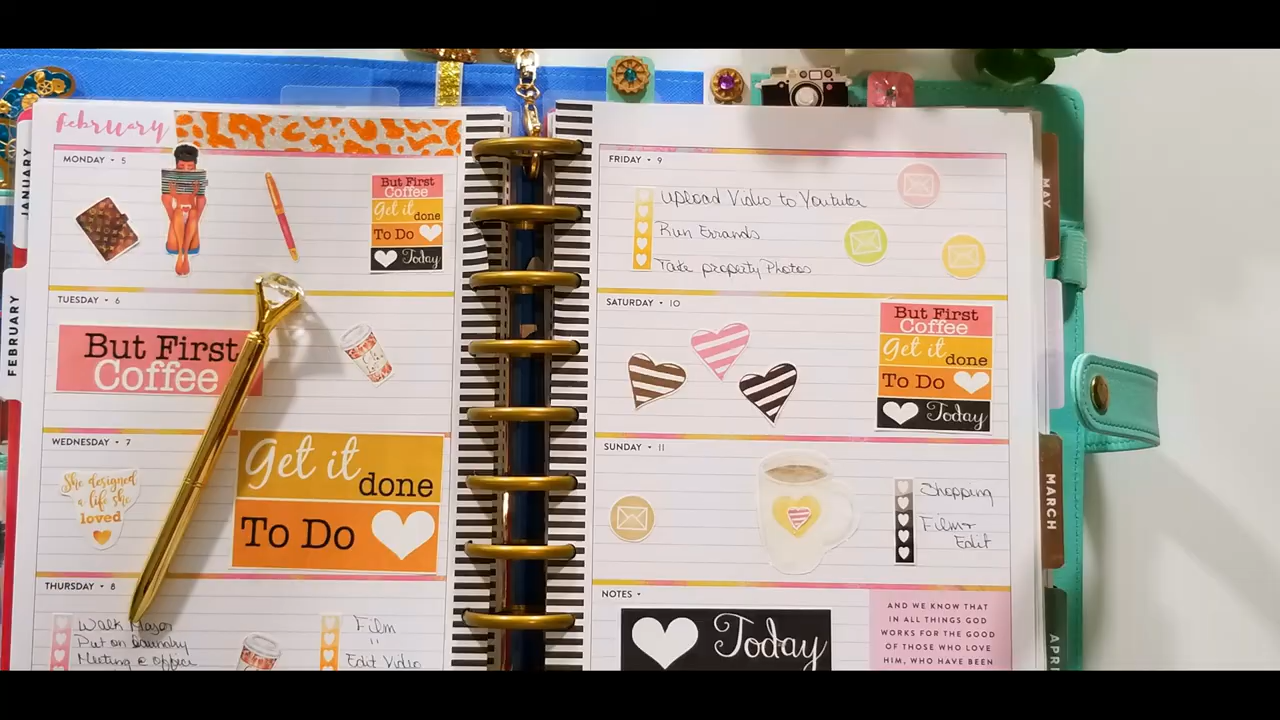 february
JANUARY
FEBRUARY
MONDAY • 5
But First
Coffee
Get it done
To Do
Today
TUESDAY • 6
But First
Coffee
WEDNESDAY • 7
She designed
a life she
loved
Get it
done
To Do
THURSDAY • 8
Walk Major
Put on laundry
Meeting @ Office
Film
"
Edit Video
FRIDAY • 9
Upload Video to Youtube
Run Errands
Take property Photos
SATURDAY • 10
But First
Coffee
Get it done
To Do
Today
SUNDAY • 11
Shopping
Film +
Edit
NOTES •
Today
AND WE KNOW THAT
IN ALL THINGS GOD
WORKS FOR THE GOOD
OF THOSE WHO LOVE
HIM, WHO HAVE BEEN
MAY
MARCH